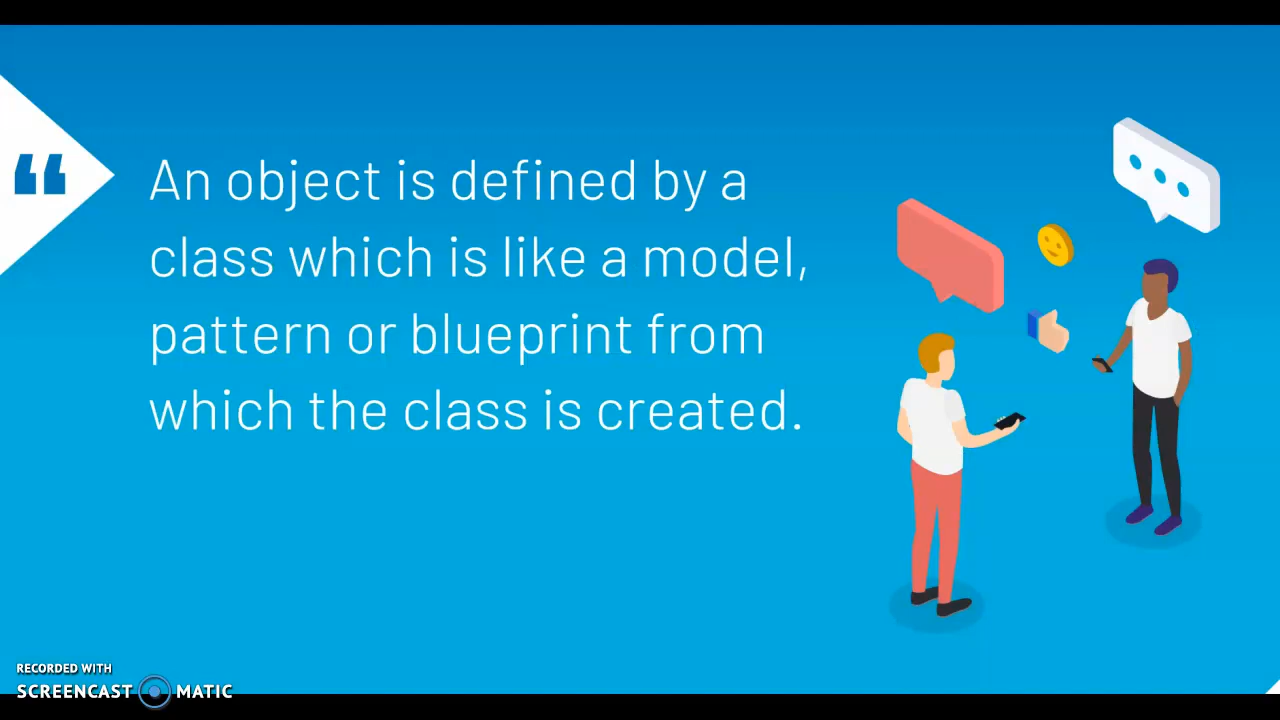 “
An object is defined by a
class which is like a model,
pattern or blueprint from
which the class is created.
RECORDED WITH
SCREENCAST MATIC